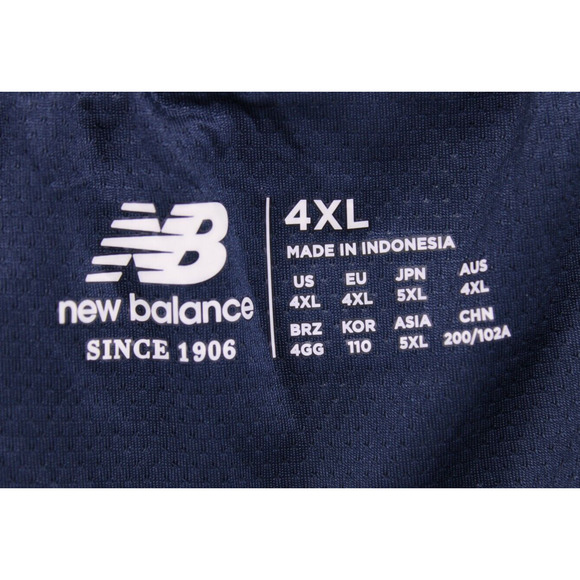 NB
new balance
SINCE 1906
4XL
MADE IN INDONESIA
US EU JPN AUS
4XL 4XL 5XL 4XL
BRZ KOR ASIA CHN
4GG 110 5XL 200/102A